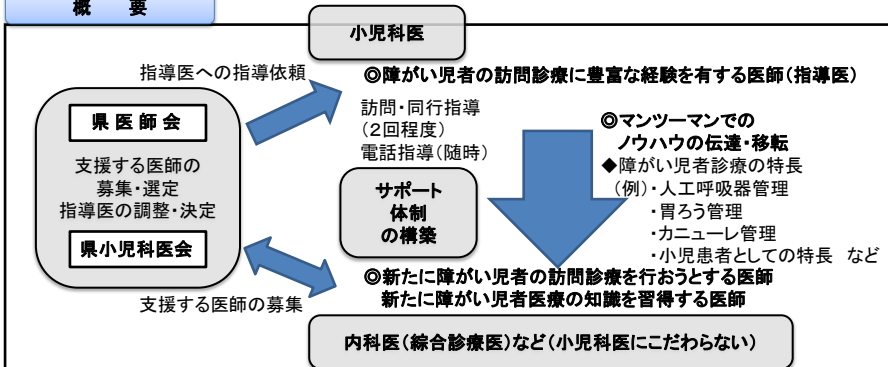 概　要
小児科医
指導医への指導依頼
◎障がい児者の訪問診療に豊富な経験を有する医師（指導医）
県医師会
支援する医師の
募集・選定
指導医の調整・決定
県小児科医会
訪問・同行指導
（２回程度）
電話指導（随時）
サポート
体制
の構築
◎マンツーマンでの
ノウハウの伝達・移転
◆障がい児者診療の特長
（例）・人工呼吸器管理
・胃ろう管理
・カニューレ管理
・小児患者としての特長　など
◎新たに障がい児者の訪問診療を行おうとする医師
新たに障がい児者医療の知識を習得する医師
支援する医師の募集
内科医（綜合診療医）など（小児科医にこだわらない）